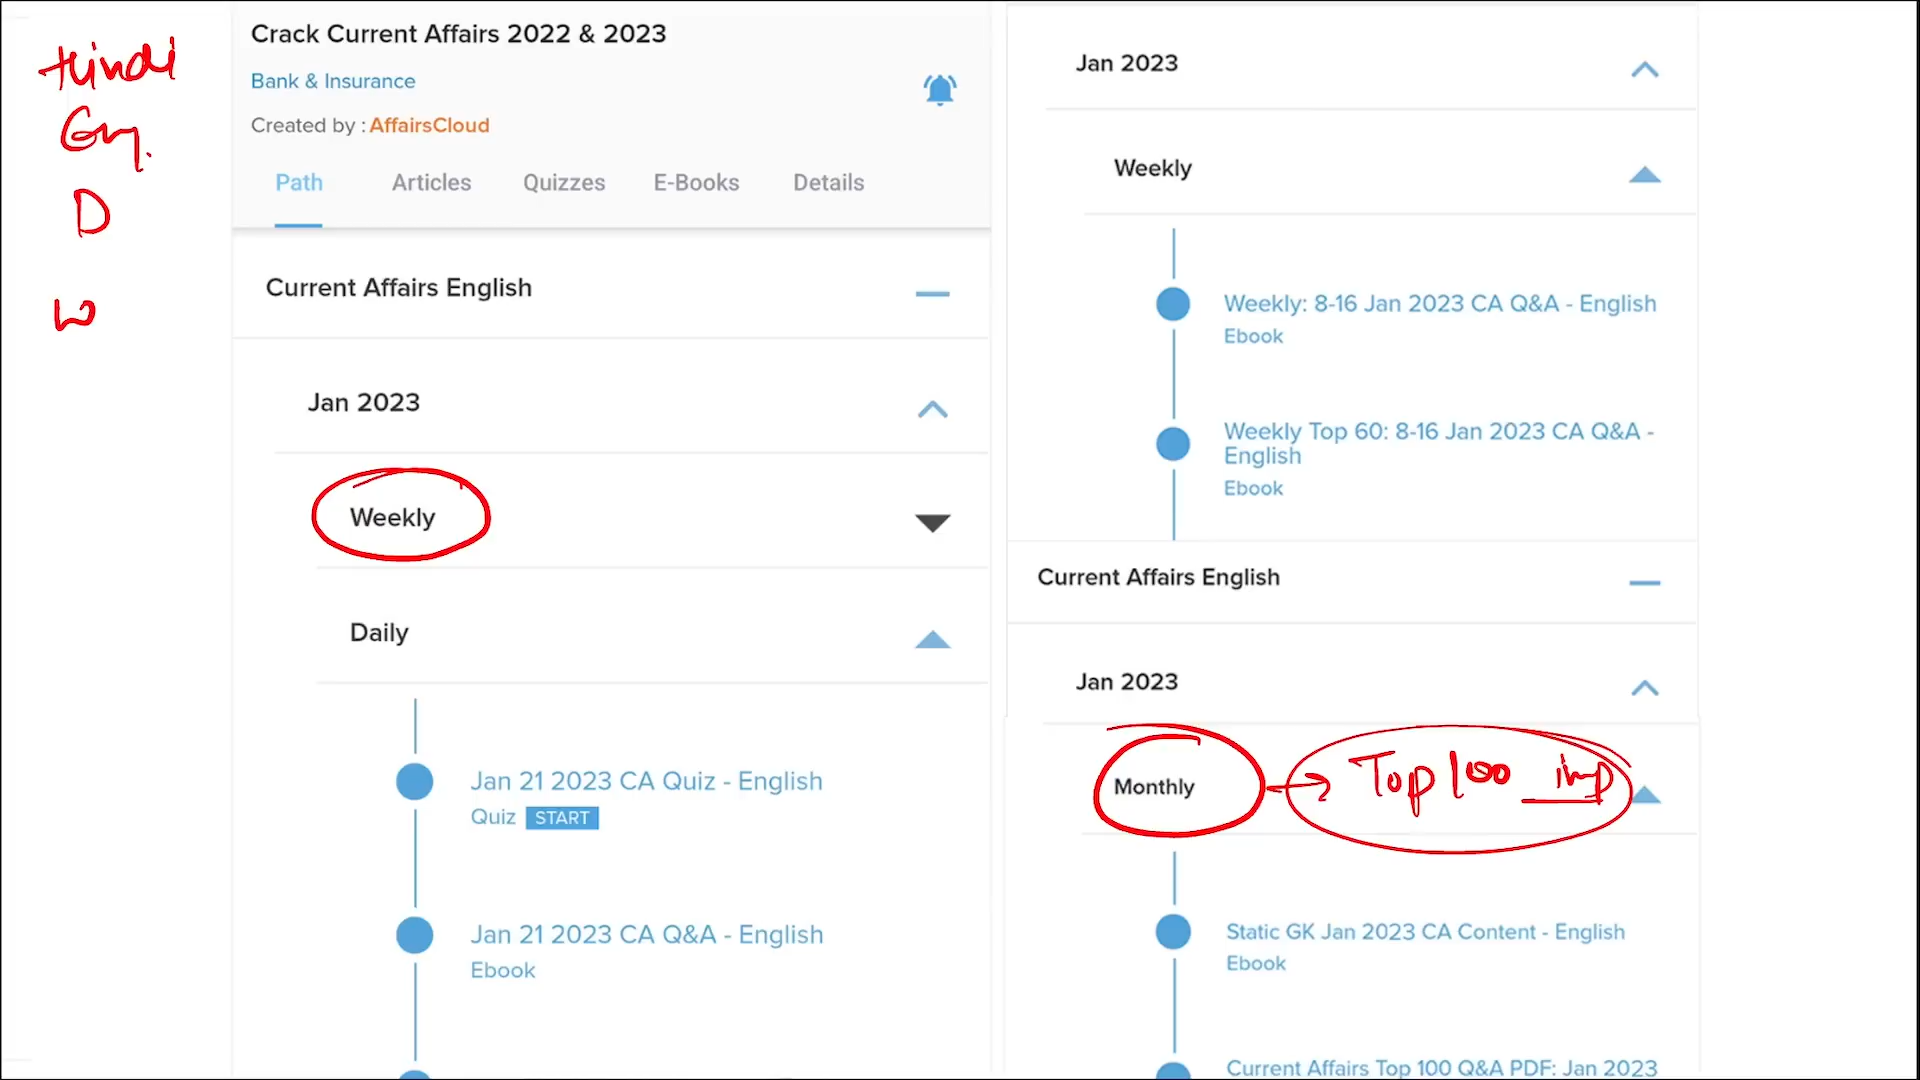 Hindi
Eng.
D
W
Crack Current Affairs 2022 & 2023
Bank & Insurance
Created by : AffairsCloud
Path Articles Quizzes E-Books Details
Current Affairs English
Jan 2023
Weekly
Daily
Jan 21 2023 CA Quiz - English
Quiz START
Jan 21 2023 CA Q&A - English
Ebook
Jan 2023
Weekly
Weekly: 8-16 Jan 2023 CA Q&A - English
Ebook
Weekly Top 60: 8-16 Jan 2023 CA Q&A -
English
Ebook
Current Affairs English
Jan 2023
Monthly → Top 100 imp
Static GK Jan 2023 CA Content - English
Ebook
Current Affairs Top 100 Q&A PDF: Jan 2023